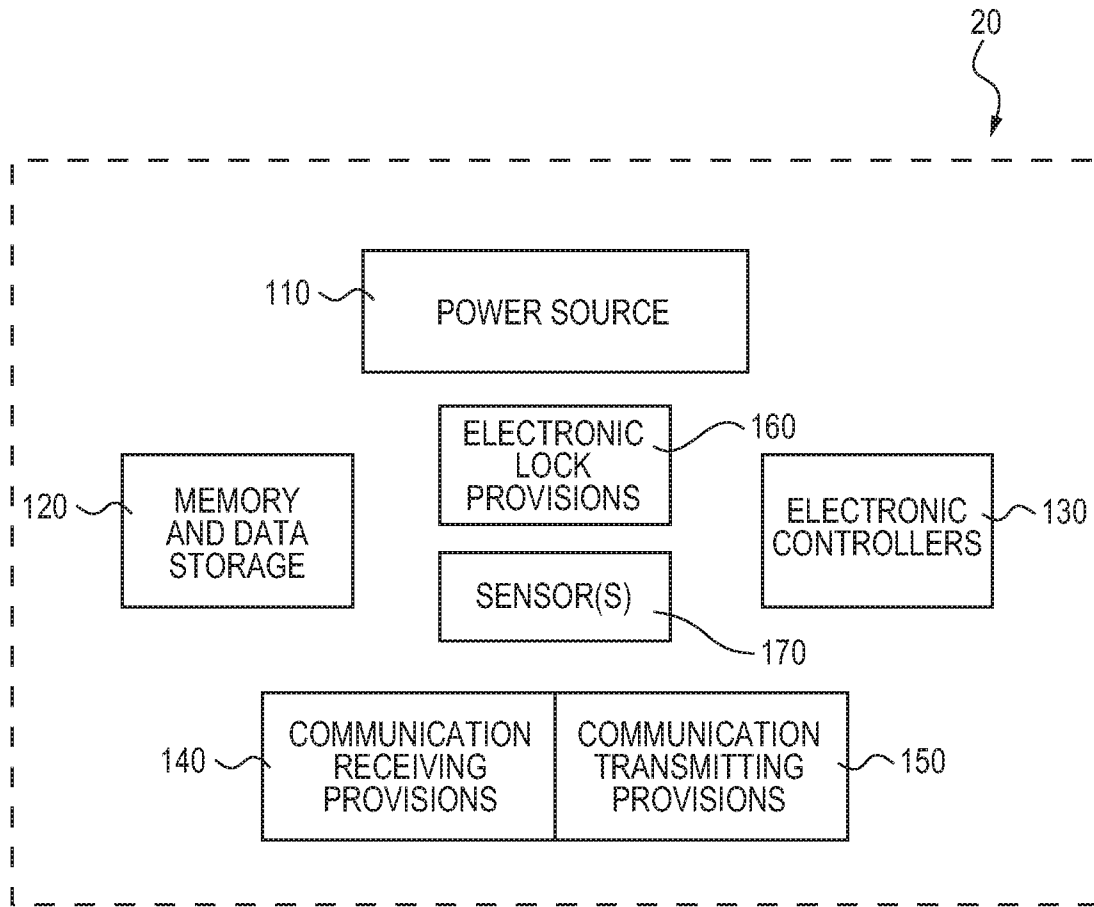 20
110
POWER SOURCE
ELECTRONIC
LOCK
PROVISIONS
160
120
MEMORY
AND DATA
STORAGE
ELECTRONIC
CONTROLLERS
130
SENSOR(S)
170
140
COMMUNICATION
RECEIVING
PROVISIONS
COMMUNICATION
TRANSMITTING
PROVISIONS
150